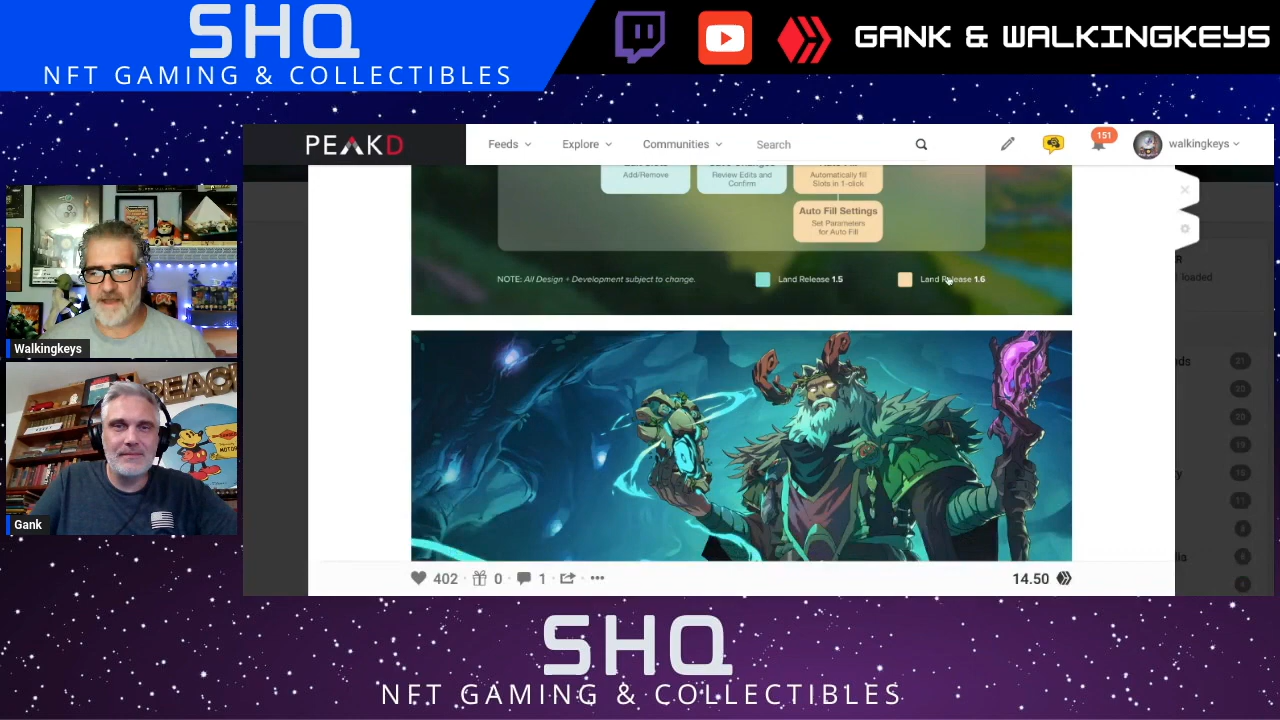 SHQ
NFT GAMING & COLLECTIBLES
GANK & WALKINGKEYS
PEAKD
Feeds
Explore
Communities
Search
151
walkingkeys
Add/Remove
Review Edits and
Confirm
Automatically fill
Slots in 1-click
Auto Fill Settings
Set Parameters
for Auto Fill
NOTE: All Design + Development subject to change.
Land Release 1.5
Land Release 1.6
Walkingkeys
Gank
402
0
1
14.50
SHQ
NFT GAMING & COLLECTIBLES